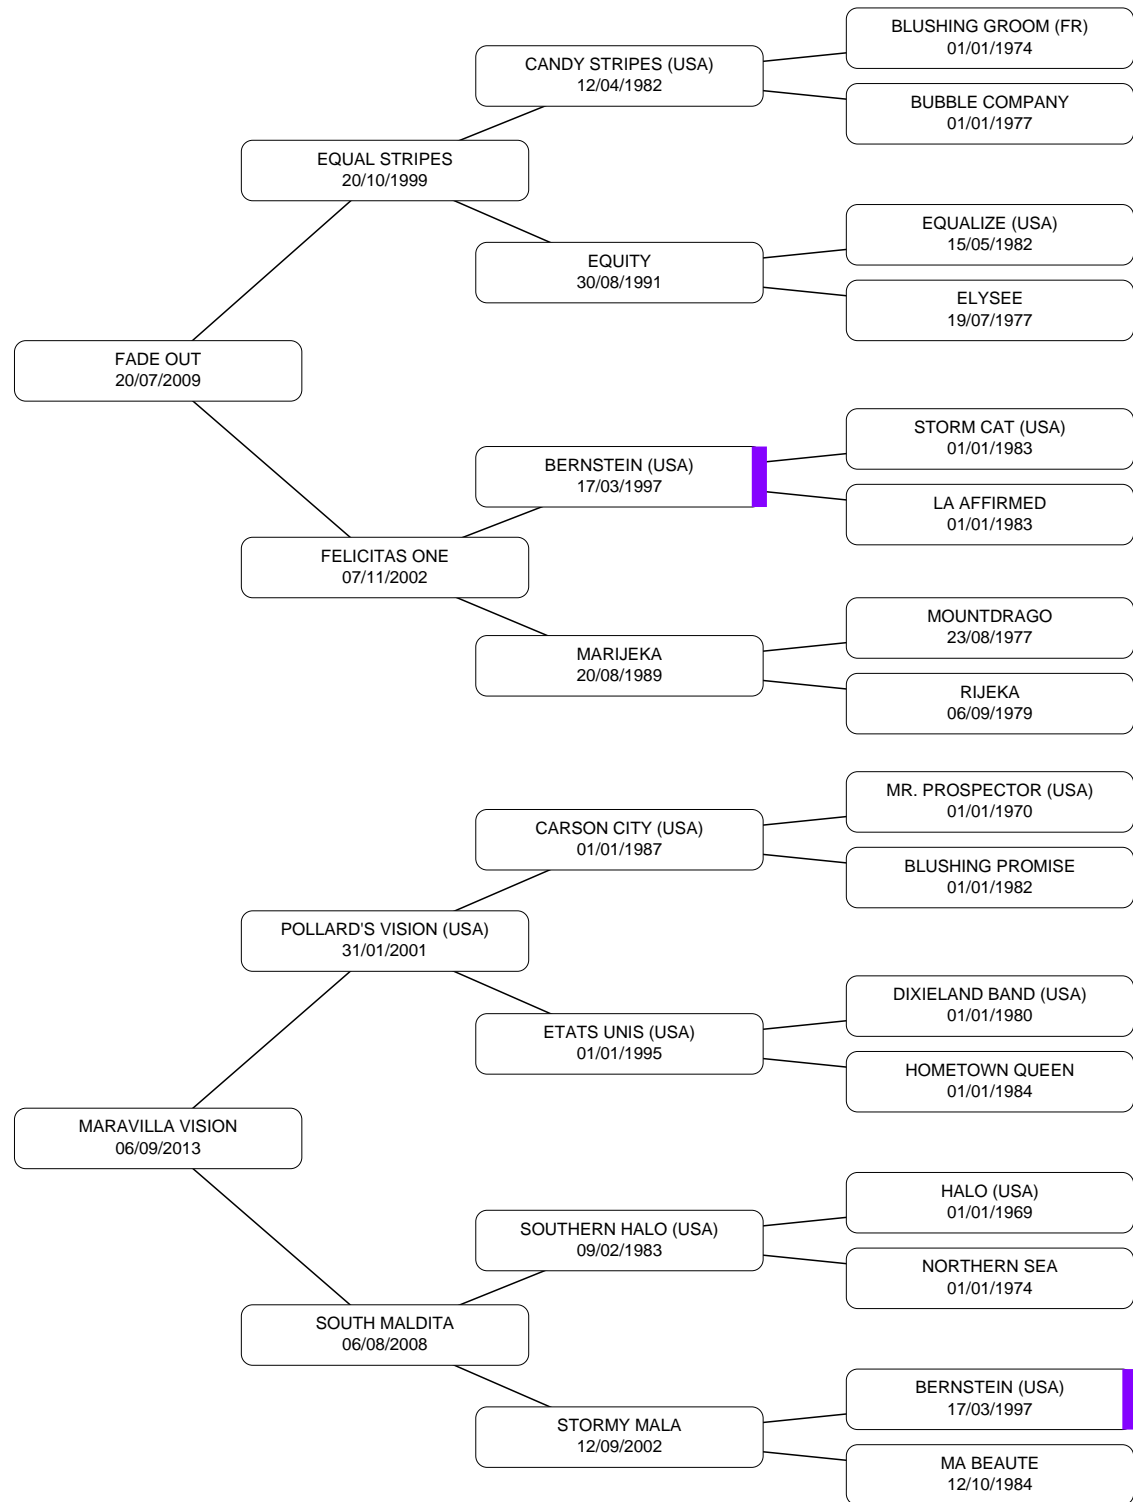 BLUSHING GROOM (FR)
01/01/1974
CANDY STRIPES (USA)
12/04/1982
BUBBLE COMPANY
01/01/1977
EQUAL STRIPES
20/10/1999
EQUALIZE (USA)
15/05/1982
EQUITY
30/08/1991
ELYSEE
19/07/1977
FADE OUT
20/07/2009
STORM CAT (USA)
01/01/1983
BERNSTEIN (USA)
17/03/1997
LA AFFIRMED
01/01/1983
FELICITAS ONE
07/11/2002
MOUNTDRAGO
23/08/1977
MARIJEKA
20/08/1989
RIJEKA
06/09/1979
MR. PROSPECTOR (USA)
01/01/1970
CARSON CITY (USA)
01/01/1987
BLUSHING PROMISE
01/01/1982
POLLARD'S VISION (USA)
31/01/2001
DIXIELAND BAND (USA)
01/01/1980
ETATS UNIS (USA)
01/01/1995
HOMETOWN QUEEN
01/01/1984
MARAVILLA VISION
06/09/2013
HALO (USA)
01/01/1969
SOUTHERN HALO (USA)
09/02/1983
NORTHERN SEA
01/01/1974
SOUTH MALDITA
06/08/2008
BERNSTEIN (USA)
17/03/1997
STORMY MALA
12/09/2002
MA BEAUTE
12/10/1984